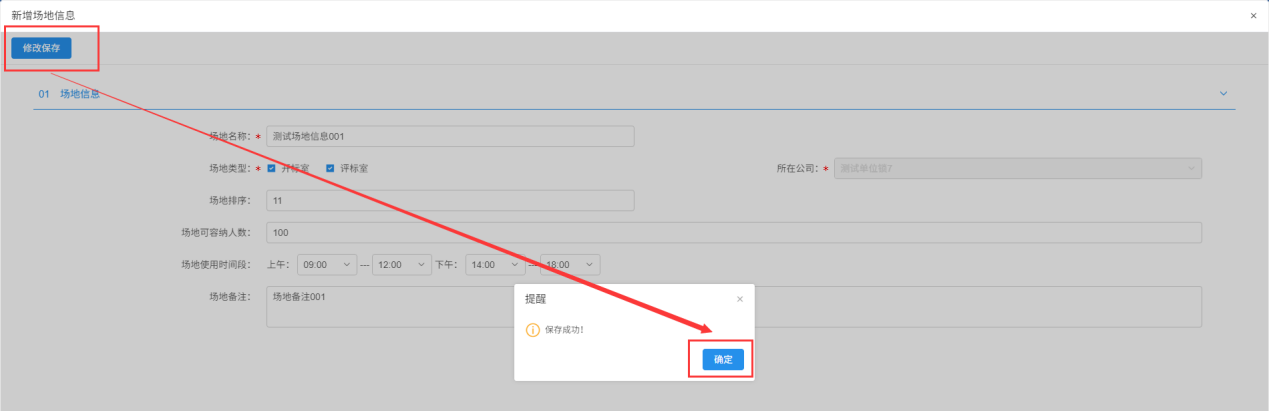 新增场地信息 ×
修改保存
01 场地信息
场地名称： * 测试场地信息001
场地类型： * 开标室 评标室 所在公司： * 测试单位错7
场地排序： 11
场地可容纳人数： 100
场地使用时间段： 上午： 09:00 --- 12:00 下午： 14:00 --- 18:00
场地备注： 场地备注001
提醒 ×
保存成功！
确定